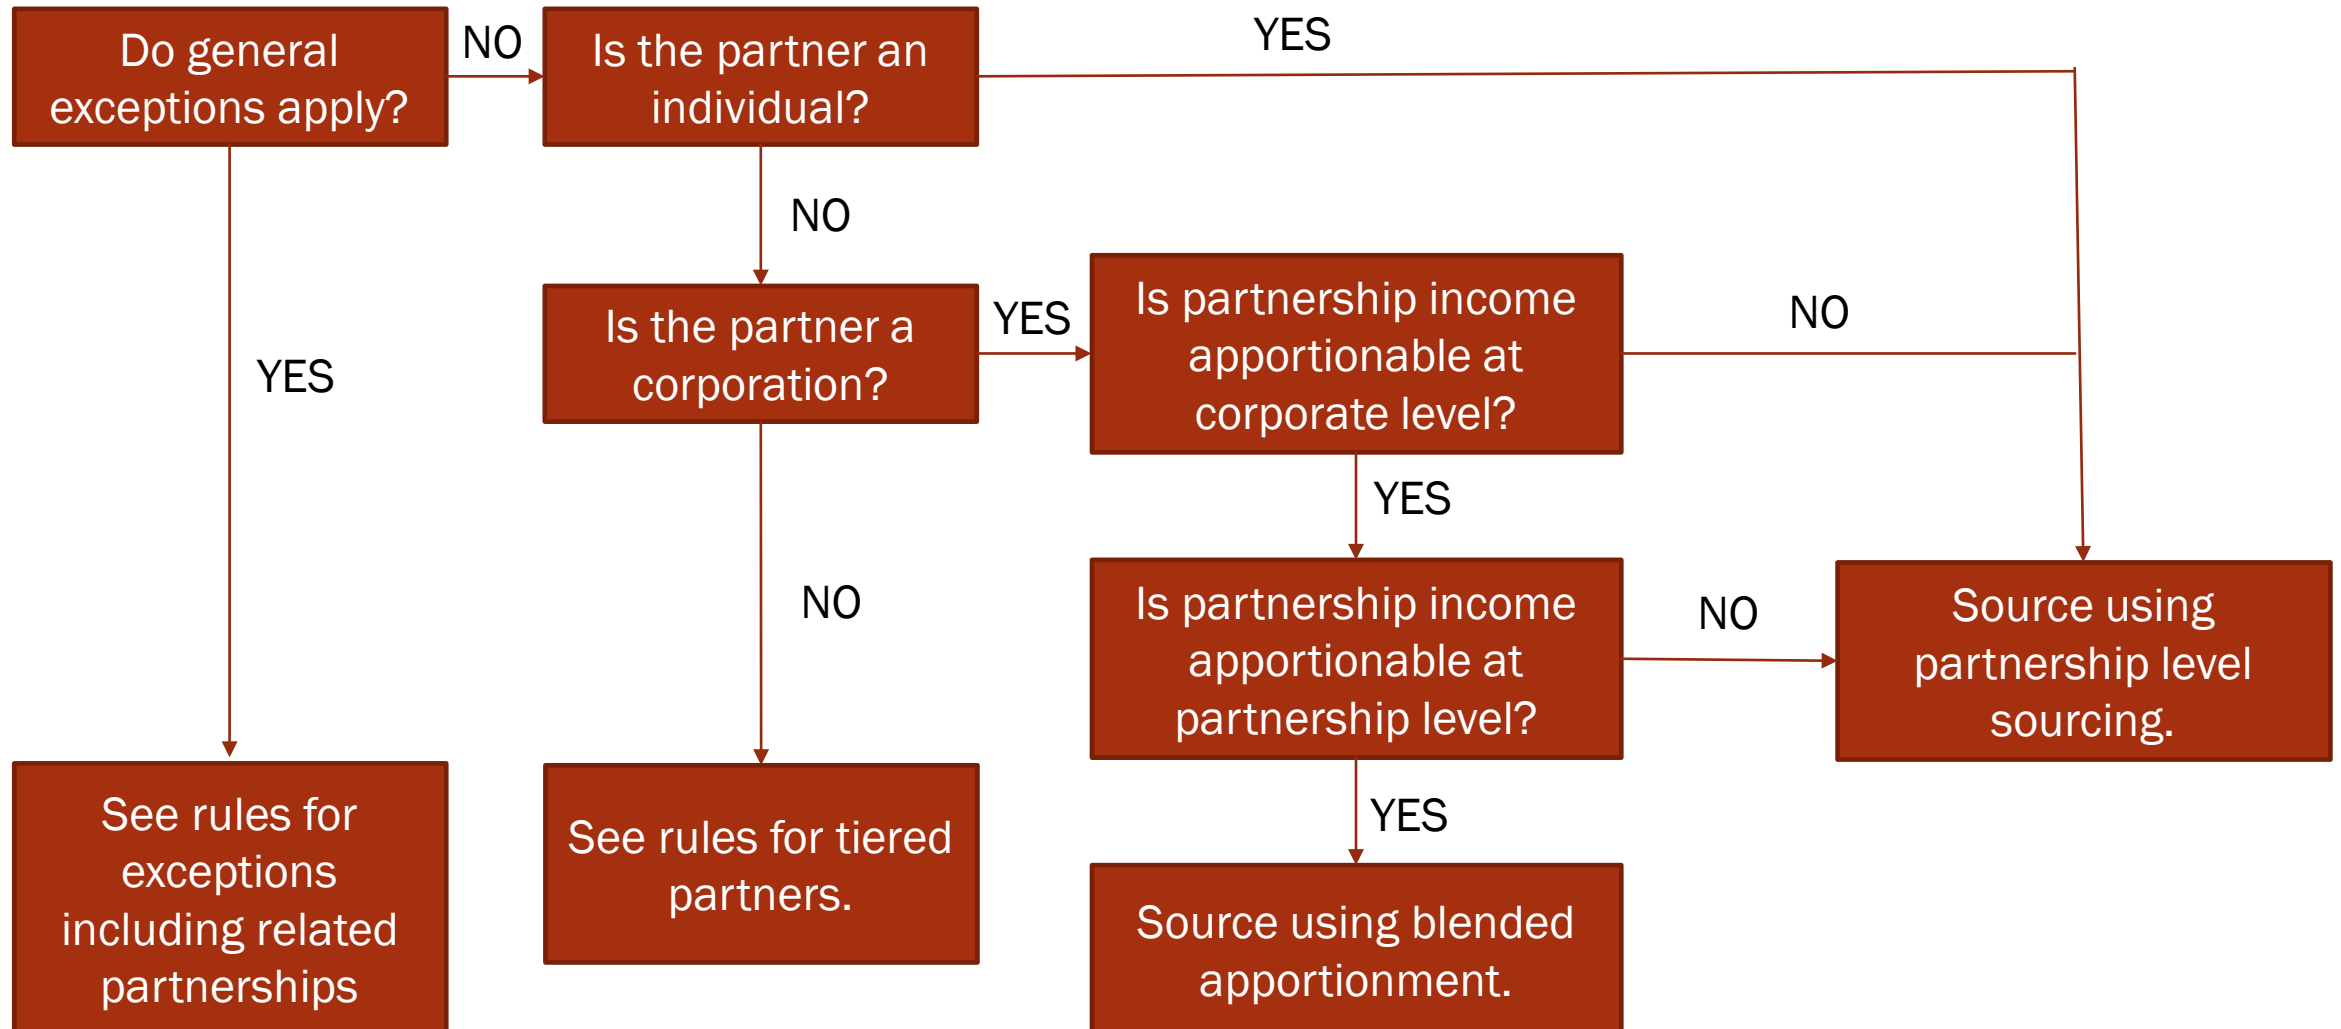 Do general
exceptions apply?
NO
Is the partner an
individual?
YES
NO
YES
Is the partner a
corporation?
YES
Is partnership income
apportionable at
corporate level?
NO
YES
NO
Is partnership income
apportionable at
partnership level?
NO
Source using
partnership level
sourcing.
See rules for
exceptions
including related
partnerships
See rules for tiered
partners.
YES
Source using blended
apportionment.